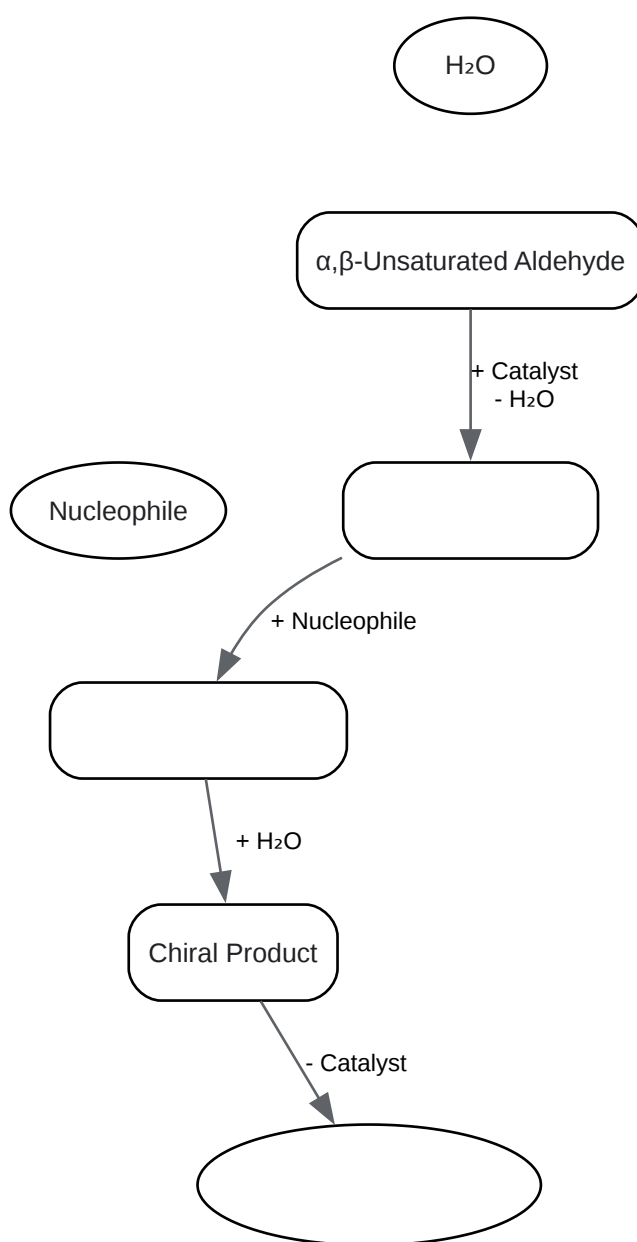 H₂O
α,β-Unsaturated Aldehyde
+ Catalyst
- H₂O
Nucleophile
+ Nucleophile
+ H₂O
Chiral Product
- Catalyst